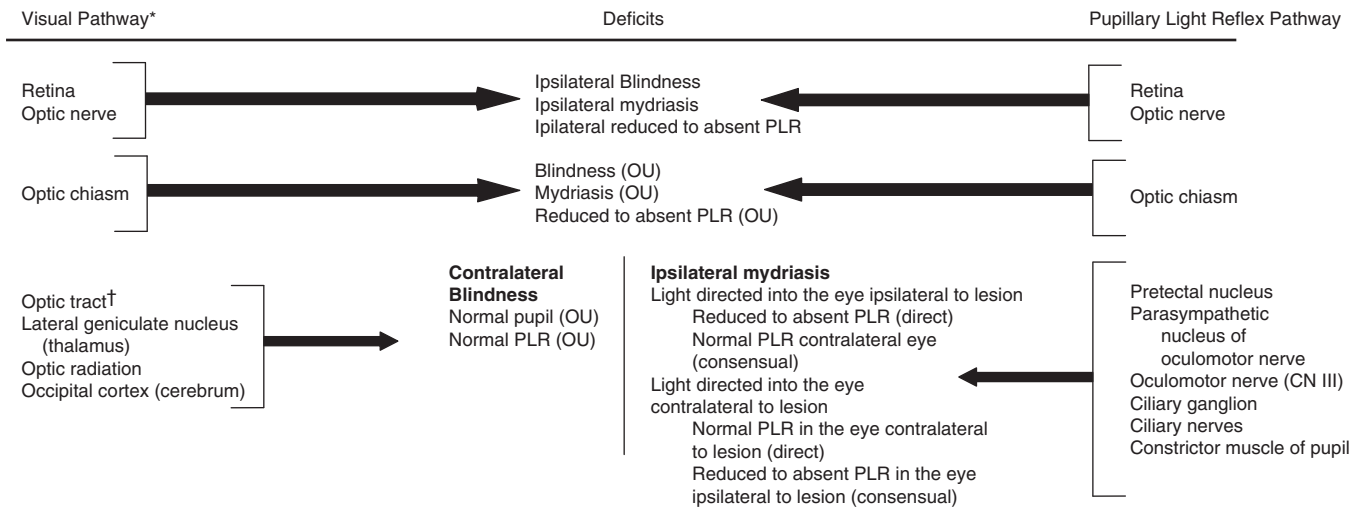 Visual Pathway*
Deficits
Pupillary Light Reflex Pathway
Retina
Optic nerve
Ipsilateral Blindness
Ipsilateral mydriasis
Ipilateral reduced to absent PLR
Retina
Optic nerve
Optic chiasm
Blindness (OU)
Mydriasis (OU)
Reduced to absent PLR (OU)
Optic chiasm
Optic tract†
Lateral geniculate nucleus
(thalamus)
Optic radiation
Occipital cortex (cerebrum)
Contralateral
Blindness
Normal pupil (OU)
Normal PLR (OU)
Ipsilateral mydriasis
Light directed into the eye ipsilateral to lesion
Reduced to absent PLR (direct)
Normal PLR contralateral eye
(consensual)
Light directed into the eye
contralateral to lesion
Normal PLR in the eye contralateral
to lesion (direct)
Reduced to absent PLR in the eye
ipsilateral to lesion (consensual)
Pretectal nucleus
Parasympathetic
nucleus of
oculomotor nerve
Oculomotor nerve (CN III)
Ciliary ganglion
Ciliary nerves
Constrictor muscle of pupil